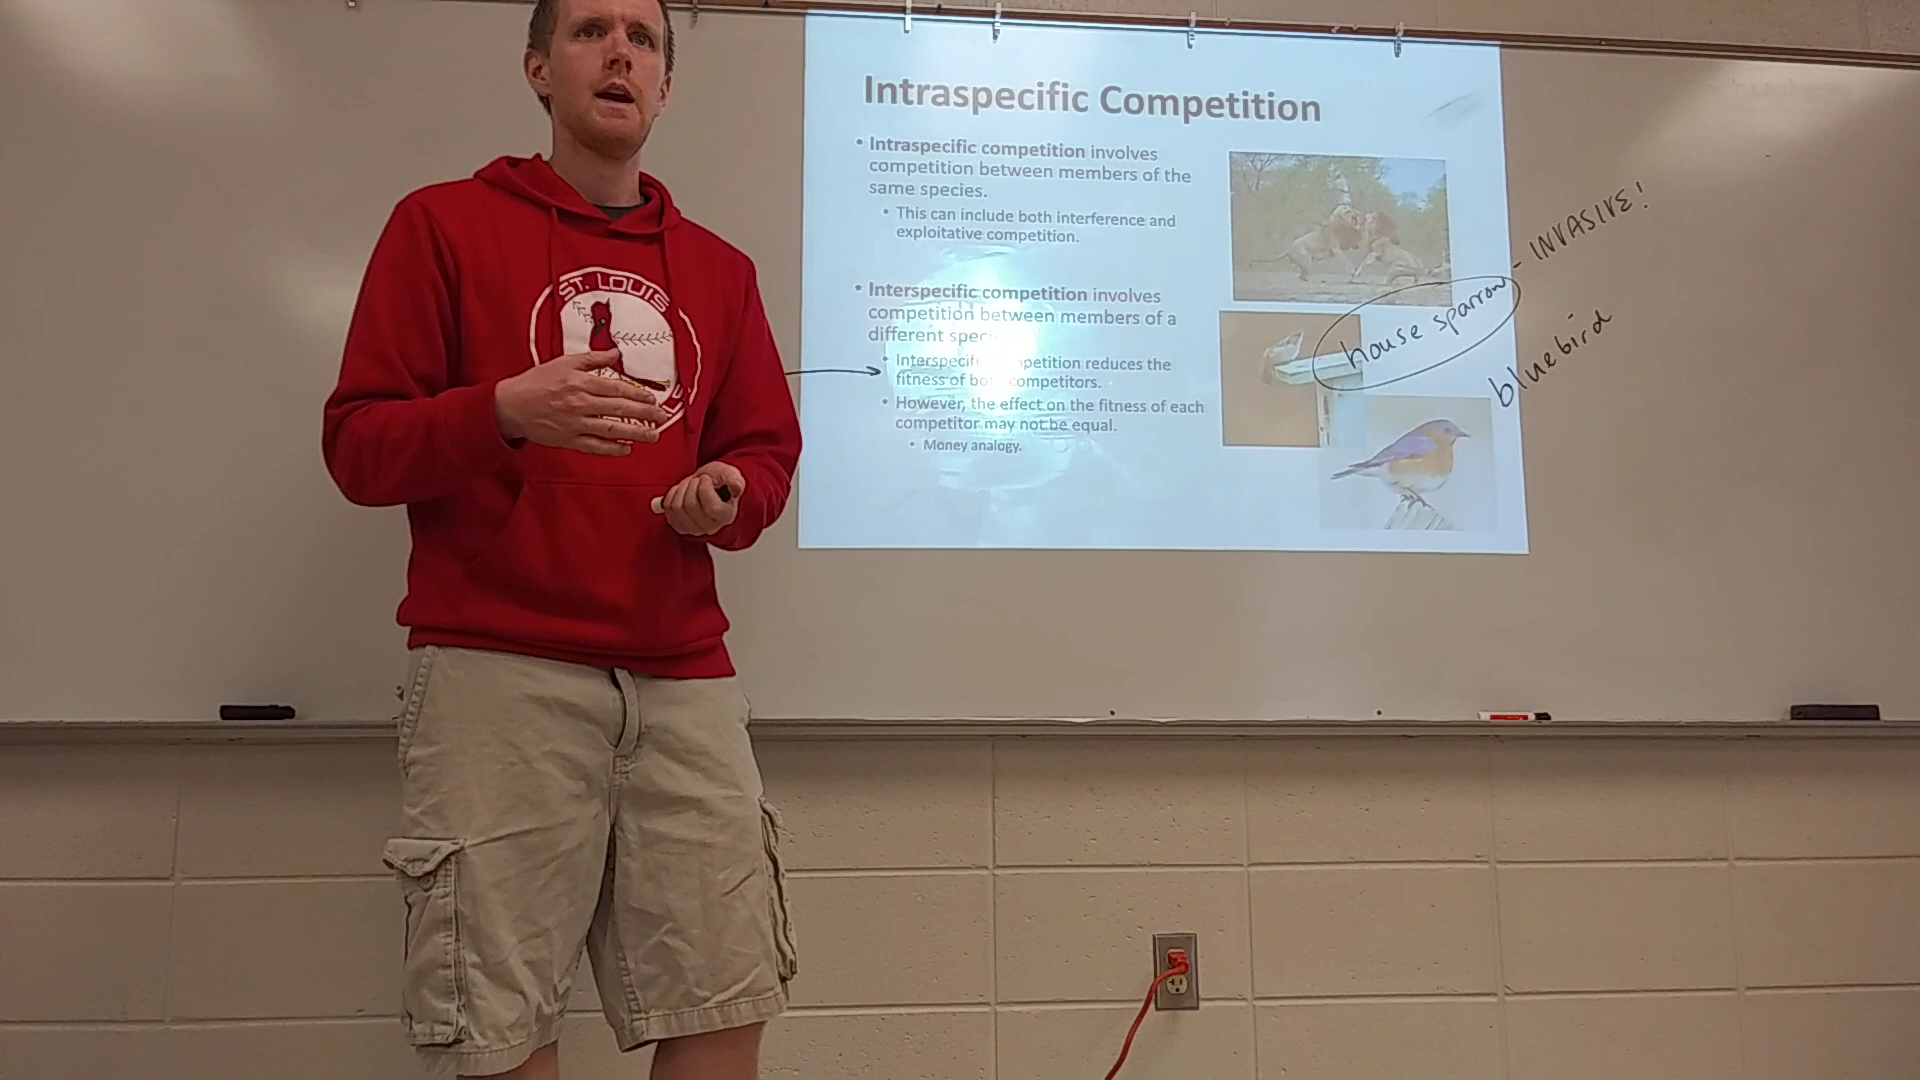 Intraspecific Competition
• Intraspecific competition involves
competition between members of the
same species.
• This can include both interference and
exploitative competition.
• Interspecific competition involves
competition between members of a
different
• competition reduces the
fitness of both competitors.
• However, the effect on the fitness of each
competitor may not be equal.
• Money analogy.
house sparrow - INVASIVE!
bluebird
ST. LOUIS